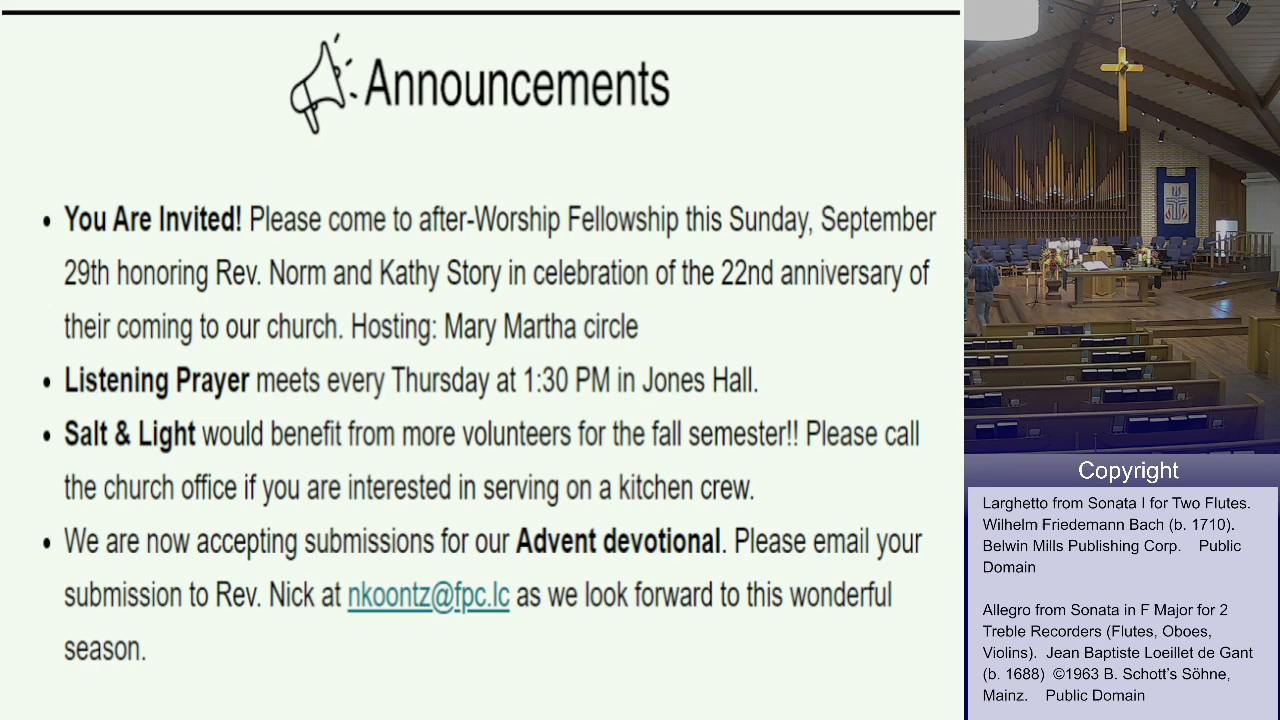 Announcements
You Are Invited! Please come to after-Worship Fellowship this Sunday, September
29th honoring Rev. Norm and Kathy Story in celebration of the 22nd anniversary of
their coming to our church. Hosting: Mary Martha circle
Listening Prayer meets every Thursday at 1:30 PM in Jones Hall.
Salt & Light would benefit from more volunteers for the fall semester!! Please call
the church office if you are interested in serving on a kitchen crew.
We are now accepting submissions for our Advent devotional. Please email your
submission to Rev. Nick at nkoontz@fpc.lc as we look forward to this wonderful
season.
Copyright
Larghetto from Sonata I for Two Flutes.
Wilhelm Friedemann Bach (b. 1710).
Belwin Mills Publishing Corp. Public
Domain
Allegro from Sonata in F Major for 2
Treble Recorders (Flutes, Oboes,
Violins). Jean Baptiste Loeillet de Gant
(b. 1688) ©1963 B. Schott's Söhne,
Mainz. Public Domain